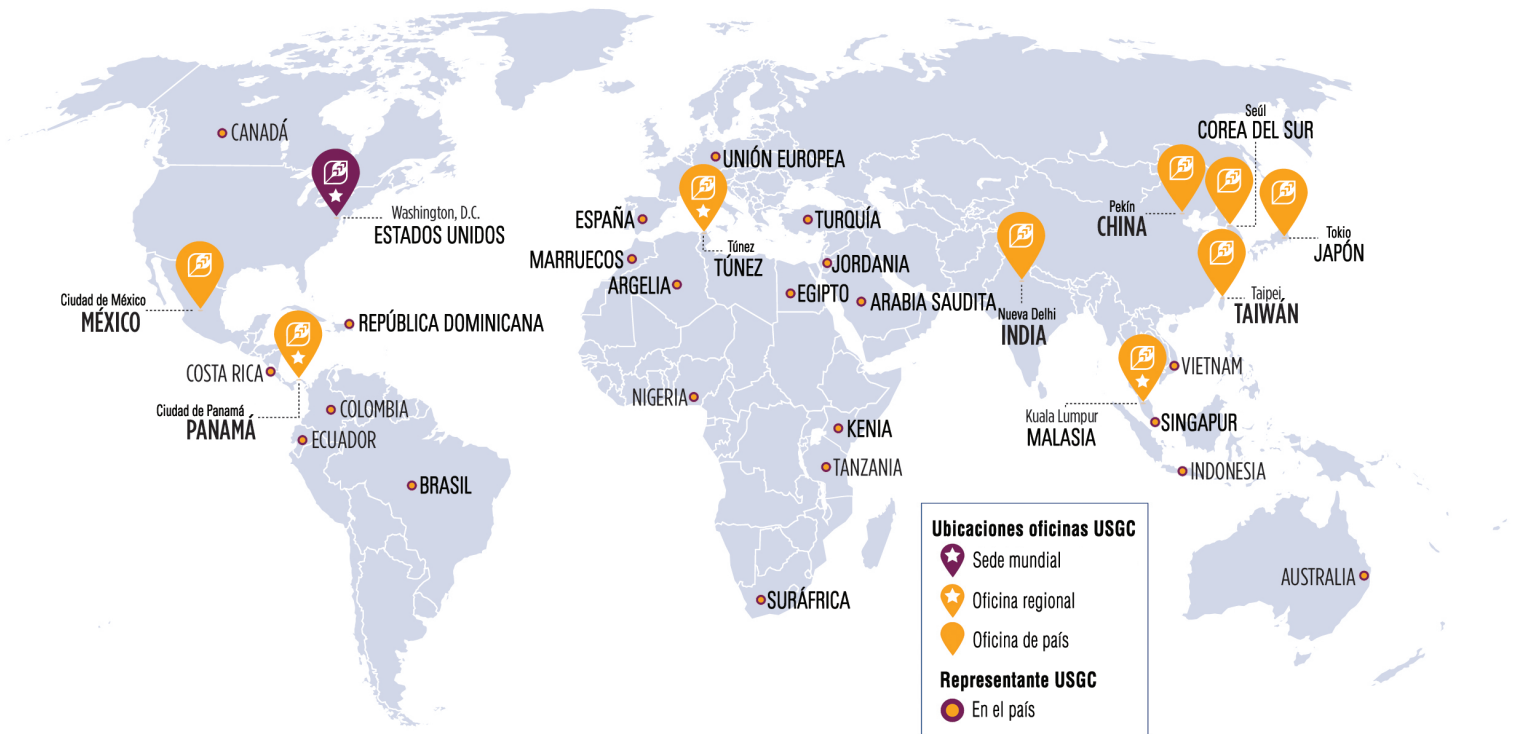 CANADÁ
Washington, D.C.
ESTADOS UNIDOS
Ciudad de México
MÉXICO
REPÚBLICA DOMINICANA
COSTA RICA
Ciudad de Panamá
PANAMÁ
COLOMBIA
ECUADOR
BRASIL
UNIÓN EUROPEA
ESPAÑA
TURQUÍA
MARRUECOS
Túnez
TÚNEZ
ARGELIA
JORDANIA
EGIPTO
ARABIA SAUDITA
NIGERIA
KENIA
TANZANIA
SURÁFRICA
Nueva Delhi
INDIA
Pekín
CHINA
Seúl
COREA DEL SUR
Tokio
JAPÓN
Taipei
TAIWÁN
VIETNAM
Kuala Lumpur
MALASIA
SINGAPUR
INDONESIA
AUSTRALIA
Ubicaciones oficinas USGC
Sede mundial
Oficina regional
Oficina de país
Representante USGC
En el país